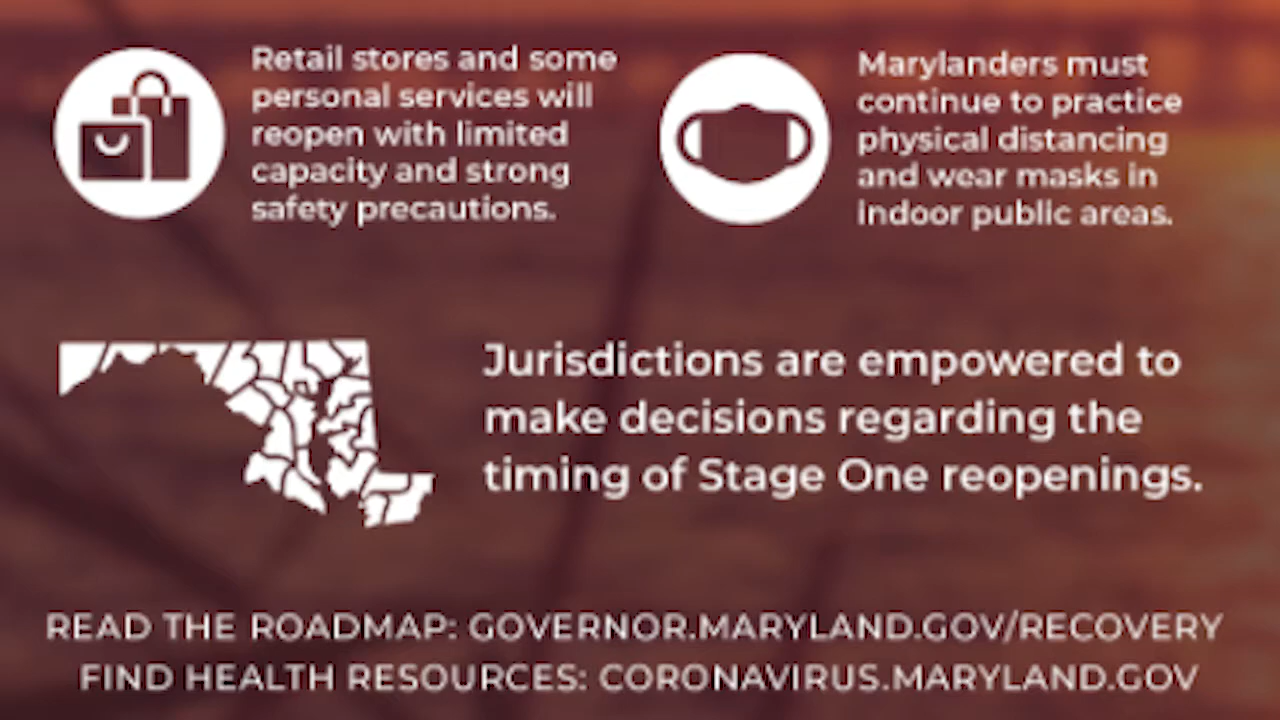 Retail stores and some
personal services will
reopen with limited
capacity and strong
safety precautions.
Marylanders must
continue to practice
physical distancing
and wear masks in
indoor public areas.
Jurisdictions are empowered to
make decisions regarding the
timing of Stage One reopenings.
READ THE ROADMAP: GOVERNOR.MARYLAND.GOV/RECOVERY
FIND HEALTH RESOURCES: CORONAVIRUS.MARYLAND.GOV